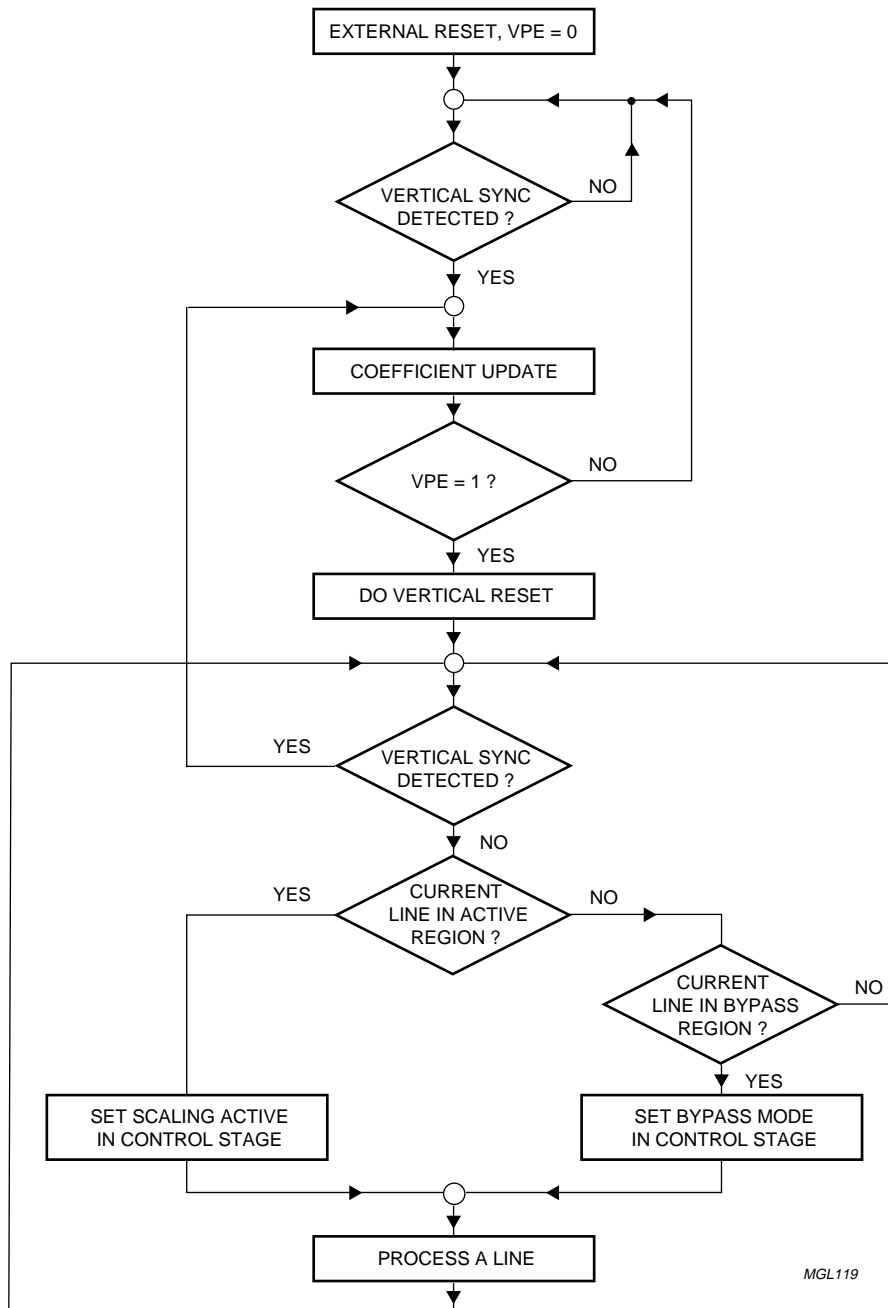 EXTERNAL RESET, VPE = 0
VERTICAL SYNC
DETECTED ?
NO
YES
COEFFICIENT UPDATE
VPE = 1 ?
NO
YES
DO VERTICAL RESET
YES
VERTICAL SYNC
DETECTED ?
NO
YES
CURRENT
LINE IN ACTIVE
REGION ?
NO
CURRENT
LINE IN BYPASS
REGION ?
NO
YES
SET SCALING ACTIVE
IN CONTROL STAGE
SET BYPASS MODE
IN CONTROL STAGE
PROCESS A LINE
MGL119